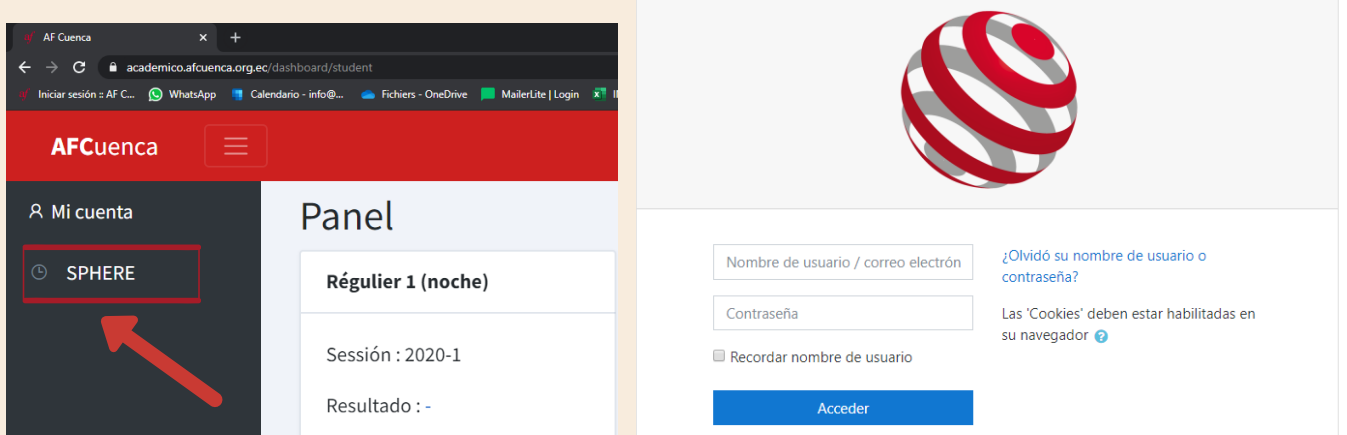 AF Cuenca
academico.afcuenca.org.ec/dashboard/student
Iniciar sesión :: AF C... WhatsApp Calendario - info@... Fichiers - OneDrive MailerLite | Login
AFCuenca
Mi cuenta
SPHERE
Panel
Régulier 1 (noche)
Sessión : 2020-1
Resultado : -
Nombre de usuario / correo electrón
Contraseña
Recordar nombre de usuario
Acceder
¿Olvidó su nombre de usuario o
contraseña?
Las 'Cookies' deben estar habilitadas en
su navegador